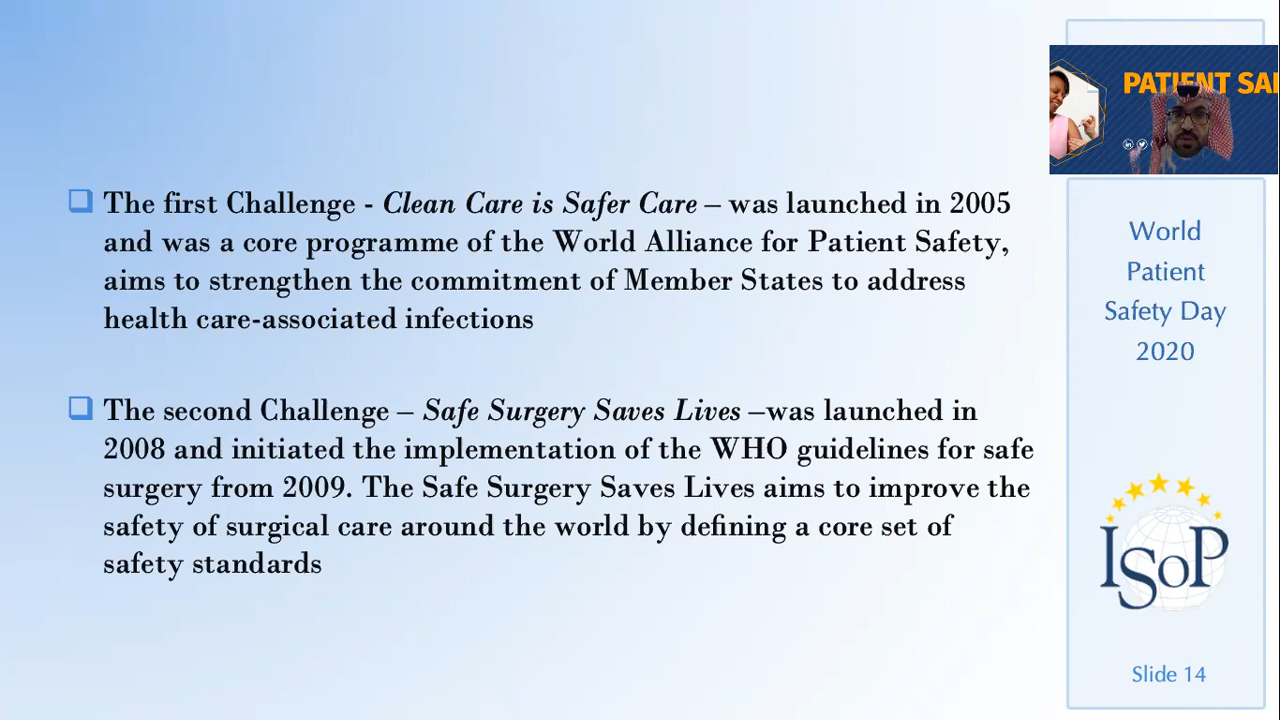 The first Challenge - Clean Care is Safer Care – was launched in 2005
and was a core programme of the World Alliance for Patient Safety,
aims to strengthen the commitment of Member States to address
health care-associated infections
The second Challenge – Safe Surgery Saves Lives –was launched in
2008 and initiated the implementation of the WHO guidelines for safe
surgery from 2009. The Safe Surgery Saves Lives aims to improve the
safety of surgical care around the world by defining a core set of
safety standards
PATIENT SAF
World
Patient
Safety Day
2020
ISoP
Slide 14